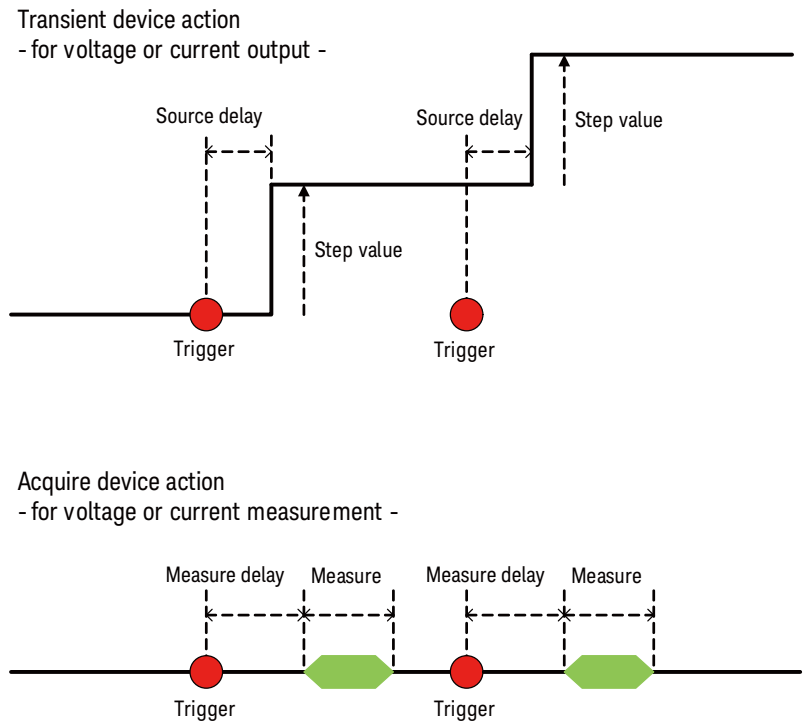 Transient device action
- for voltage or current output -
Source delay
Source delay
Step value
Step value
Trigger
Trigger
Acquire device action
- for voltage or current measurement -
Measure delay
Measure
Measure delay
Measure
Trigger
Trigger